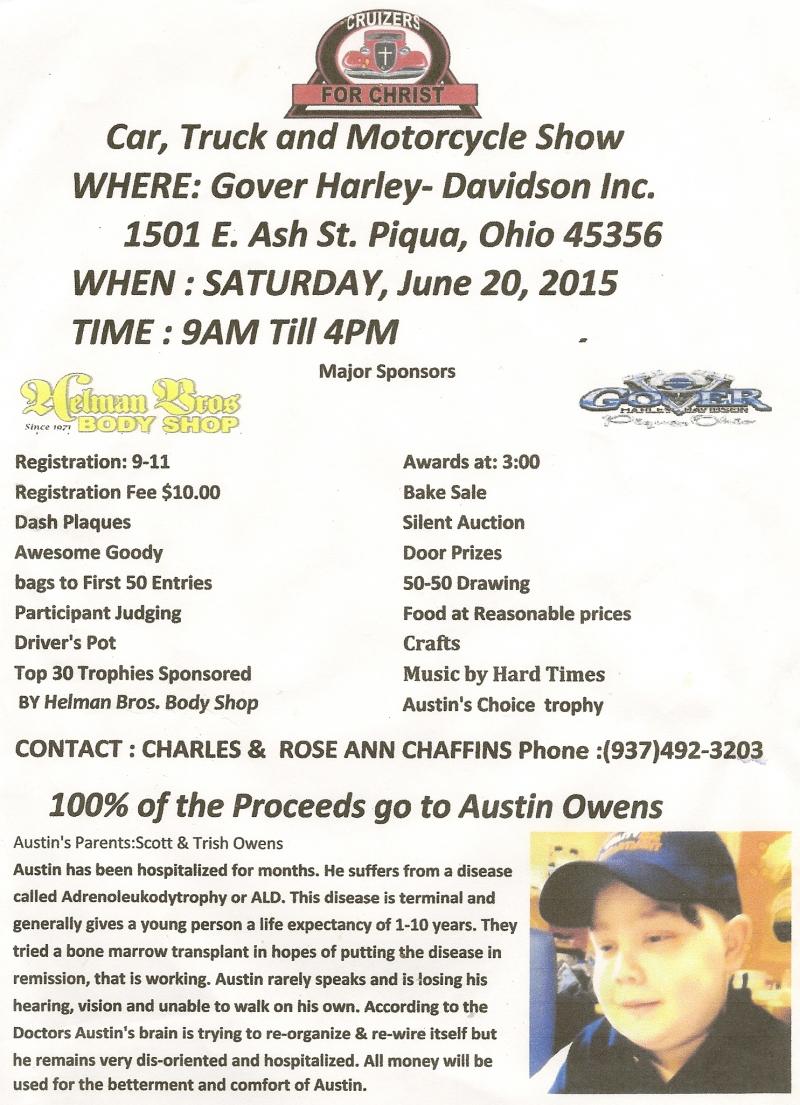 CRUIZERS
FOR CHRIST
Car, Truck and Motorcycle Show
WHERE: Gover Harley- Davidson Inc.
1501 E. Ash St. Piqua, Ohio 45356
WHEN : SATURDAY, June 20, 2015
TIME : 9AM Till 4PM
Major Sponsors
Helman Bros
Since 1971 BODY SHOP
GOVER
HARLEY-DAVIDSON
Piqua, Ohio
Registration: 9-11
Registration Fee $10.00
Dash Plaques
Awesome Goody
bags to First 50 Entries
Participant Judging
Driver's Pot
Top 30 Trophies Sponsored
BY Helman Bros. Body Shop
Awards at: 3:00
Bake Sale
Silent Auction
Door Prizes
50-50 Drawing
Food at Reasonable prices
Crafts
Music by Hard Times
Austin's Choice trophy
CONTACT : CHARLES & ROSE ANN CHAFFINS Phone :(937)492-3203
100% of the Proceeds go to Austin Owens
Austin's Parents:Scott & Trish Owens
Austin has been hospitalized for months. He suffers from a disease
called Adrenoleukodytrophy or ALD. This disease is terminal and
generally gives a young person a life expectancy of 1-10 years. They
tried a bone marrow transplant in hopes of putting the disease in
remission, that is working. Austin rarely speaks and is losing his
hearing, vision and unable to walk on his own. According to the
Doctors Austin's brain is trying to re-organize & re-wire itself but
he remains very dis-oriented and hospitalized. All money will be
used for the betterment and comfort of Austin.